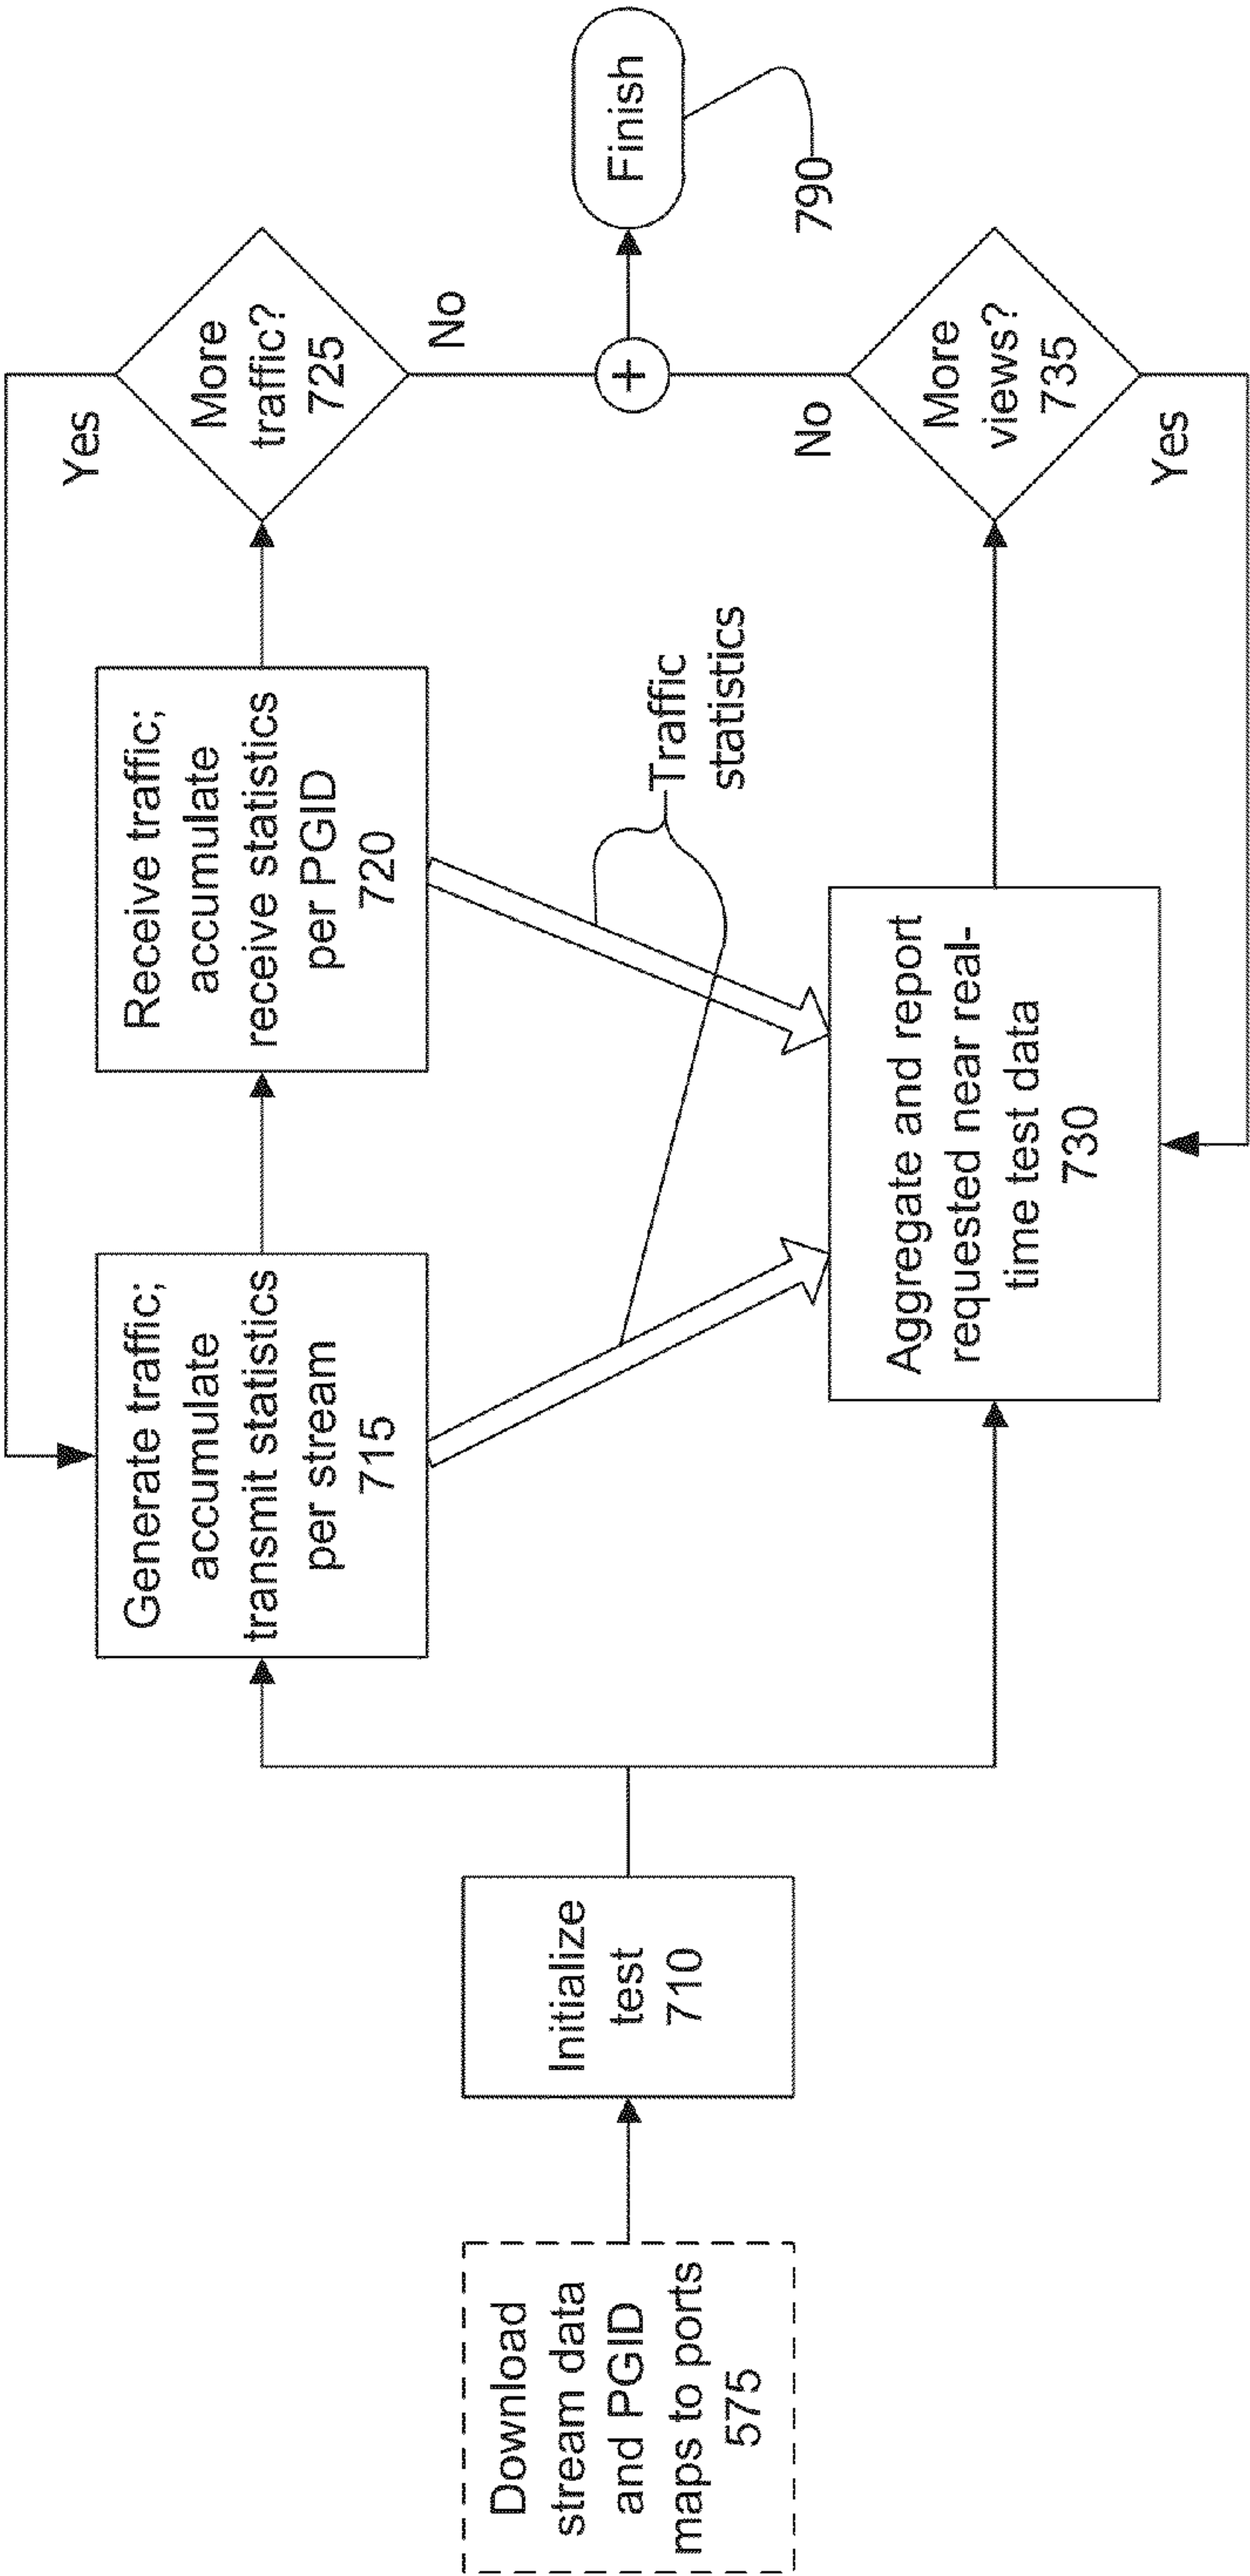 Download
stream data
and PGID
maps to ports
575
Initialize
test
710
Generate traffic;
accumulate
transmit statistics
per stream
715
Receive traffic;
accumulate
receive statistics
per PGID
720
More
traffic?
725
Yes
No
Traffic
statistics
Aggregate and report
requested near real-
time test data
730
More
views?
735
No
Yes
+
Finish
790